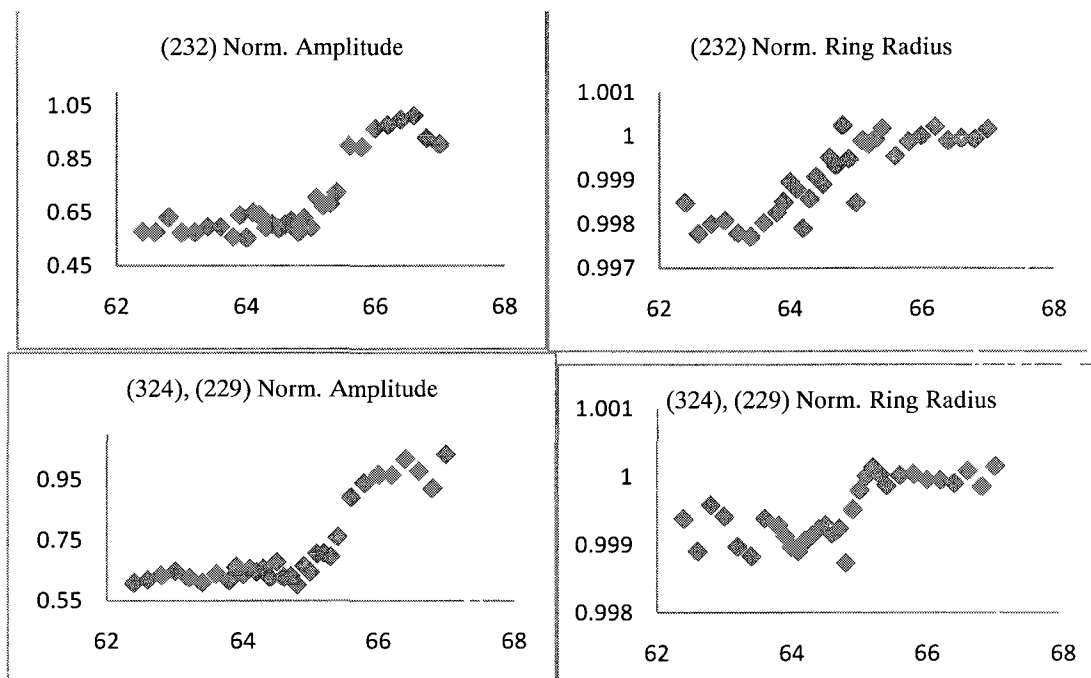 (232) Norm. Amplitude
1.05
0.85
0.65
0.45
62 64 66 68
(232) Norm. Ring Radius
1.001
1
0.999
0.998
0.997
62 64 66 68
(324), (229) Norm. Amplitude
0.95
0.75
0.55
62 64 66 68
(324), (229) Norm. Ring Radius
1.001
1
0.999
0.998
62 64 66 68